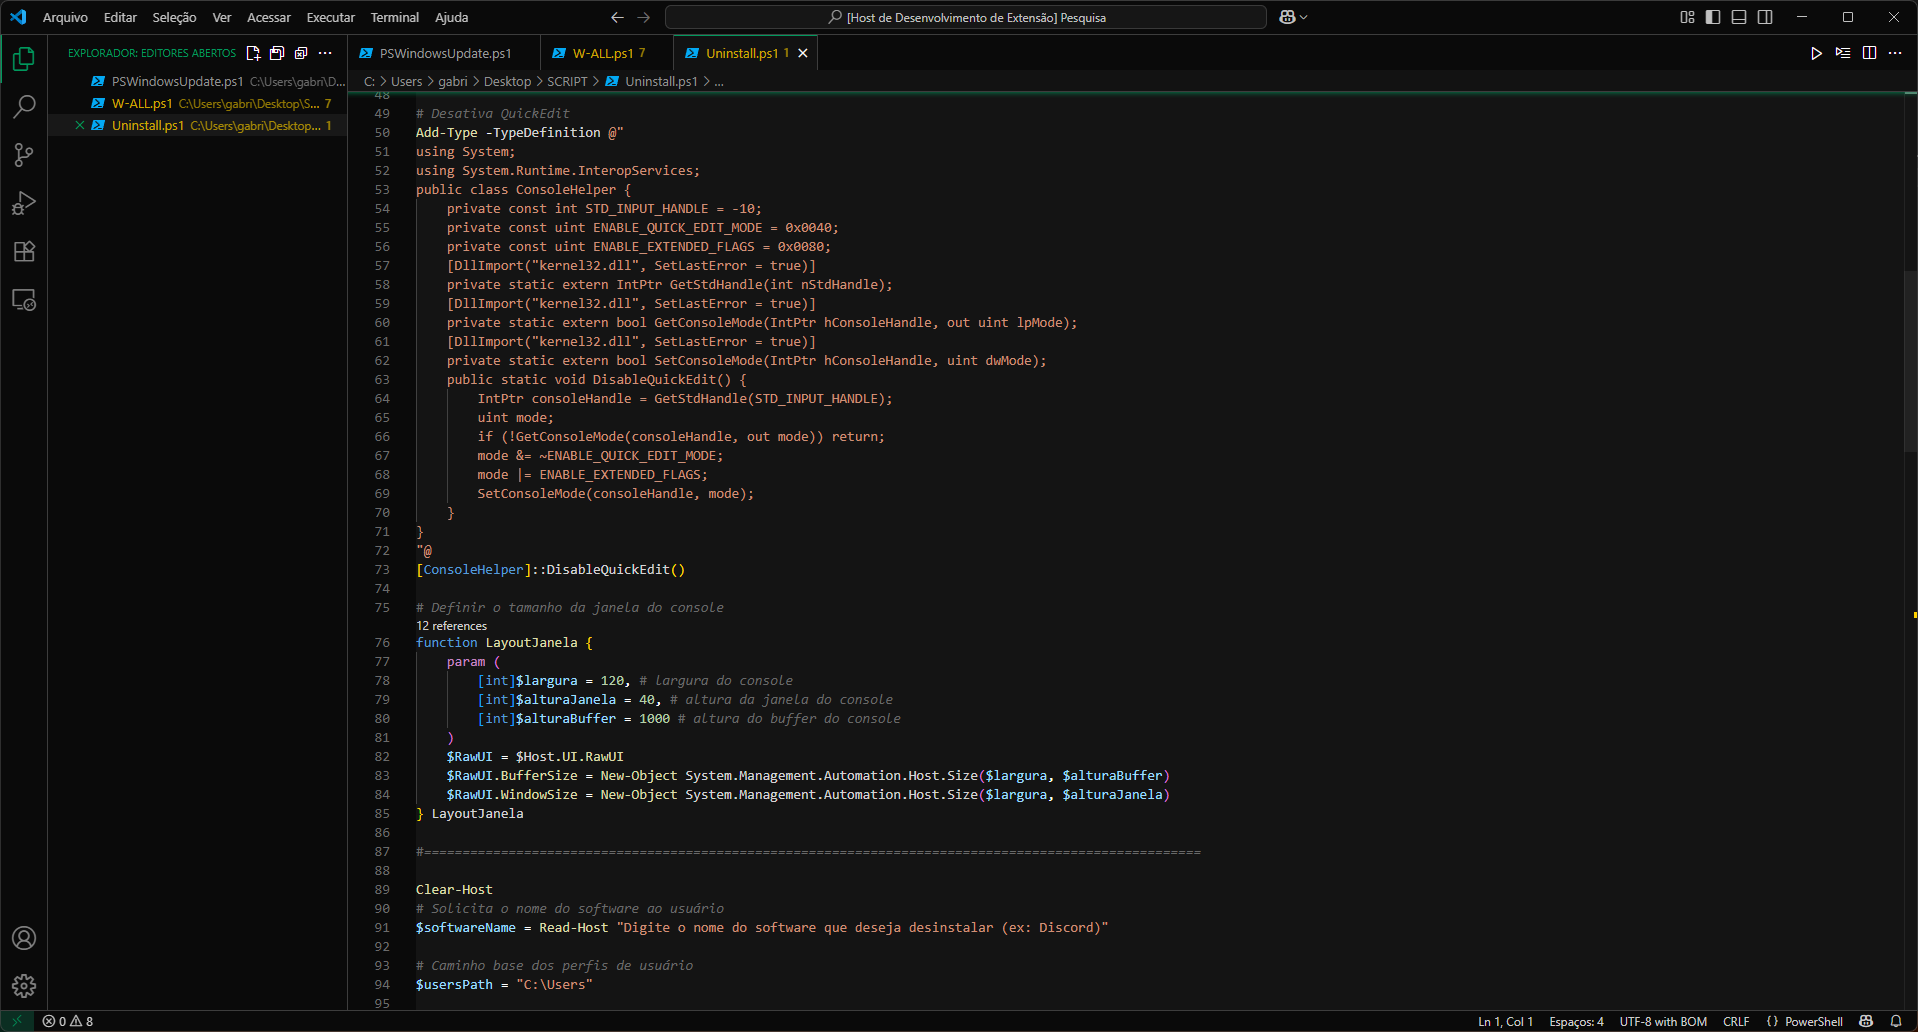 Arquivo Editar Seleção Ver Acessar Executar Terminal Ajuda
[Host de Desenvolvimento de Extensão] Pesquisa
EXPLORADOR: EDITORES ABERTOS
PSWindowsUpdate.ps1 C:\Users\gabri\D...
W-ALL.ps1 C:\Users\gabri\Desktop\S... 7
Uninstall.ps1 C:\Users\gabri\Desktop... 1
PSWindowsUpdate.ps1 W-ALL.ps1 7 Uninstall.ps1 1
C: > Users > gabri > Desktop > SCRIPT > Uninstall.ps1 > ...
48
49 # Desativa QuickEdit
50 Add-Type -TypeDefinition @"
51 using System;
52 using System.Runtime.InteropServices;
53 public class ConsoleHelper {
54     private const int STD_INPUT_HANDLE = -10;
55     private const uint ENABLE_QUICK_EDIT_MODE = 0x0040;
56     private const uint ENABLE_EXTENDED_FLAGS = 0x0080;
57     [DllImport("kernel32.dll", SetLastError = true)]
58     private static extern IntPtr GetStdHandle(int nStdHandle);
59     [DllImport("kernel32.dll", SetLastError = true)]
60     private static extern bool GetConsoleMode(IntPtr hConsoleHandle, out uint lpMode);
61     [DllImport("kernel32.dll", SetLastError = true)]
62     private static extern bool SetConsoleMode(IntPtr hConsoleHandle, uint dwMode);
63     public static void DisableQuickEdit() {
64         IntPtr consoleHandle = GetStdHandle(STD_INPUT_HANDLE);
65         uint mode;
66         if (!GetConsoleMode(consoleHandle, out mode)) return;
67         mode &= ~ENABLE_QUICK_EDIT_MODE;
68         mode |= ENABLE_EXTENDED_FLAGS;
69         SetConsoleMode(consoleHandle, mode);
70     }
71 }
72 "@
73 [ConsoleHelper]::DisableQuickEdit()
74
75 # Definir o tamanho da janela do console
12 references
76 function LayoutJanela {
77     param (
78         [int]$largura = 120, # largura do console
79         [int]$alturaJanela = 40, # altura da janela do console
80         [int]$alturaBuffer = 1000 # altura do buffer do console
81     )
82     $RawUI = $Host.UI.RawUI
83     $RawUI.BufferSize = New-Object System.Management.Automation.Host.Size($largura, $alturaBuffer)
84     $RawUI.WindowSize = New-Object System.Management.Automation.Host.Size($largura, $alturaJanela)
85 } LayoutJanela
86
87 #=====================================================================================================
88
89 Clear-Host
90 # Solicita o nome do software ao usuário
91 $softwareName = Read-Host "Digite o nome do software que deseja desinstalar (ex: Discord)"
92
93 # Caminho base dos perfis de usuário
94 $usersPath = "C:\Users"
95
0 8 Ln 1, Col 1 Espaços: 4 UTF-8 with BOM CRLF { } PowerShell